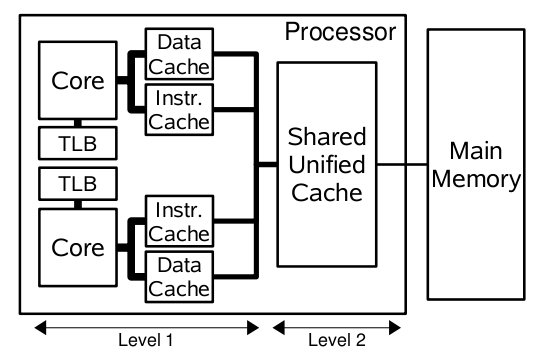 Processor
Core
Data
Cache
Instr.
Cache
TLB
TLB
Core
Instr.
Cache
Data
Cache
Shared
Unified
Cache
Main
Memory
Level 1
Level 2